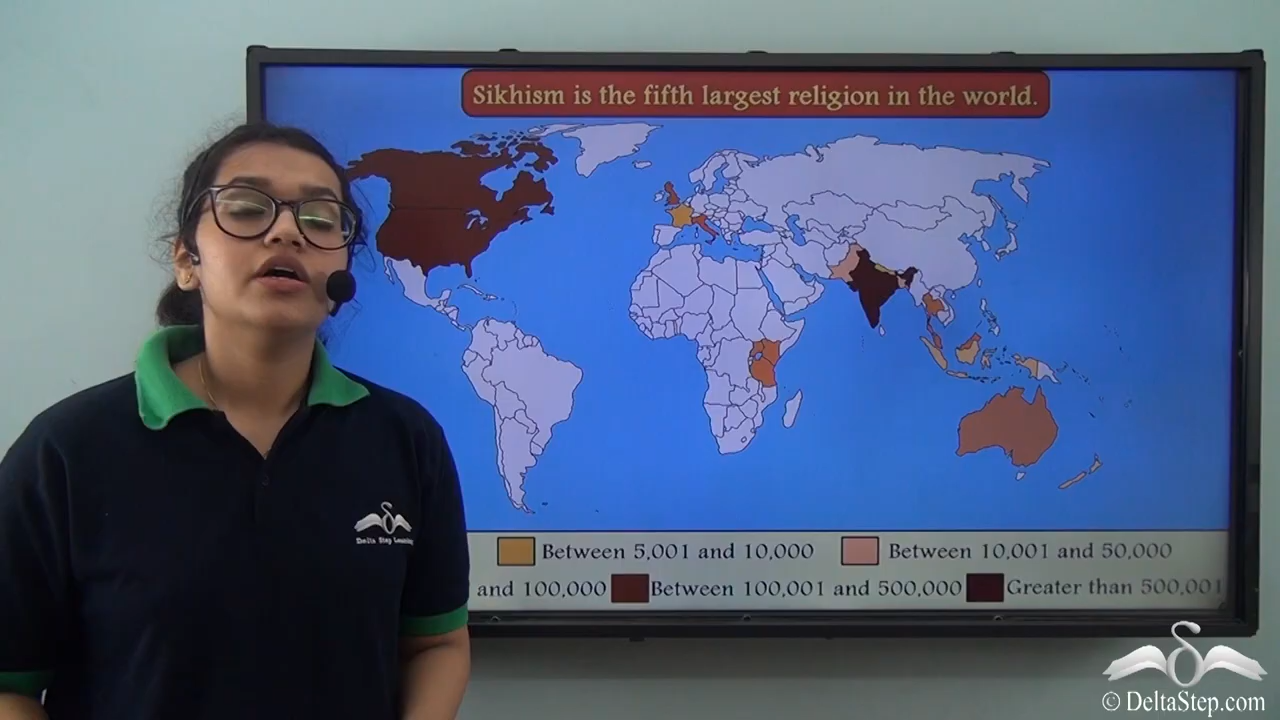 Sikhism is the fifth largest religion in the world.
Between 5,001 and 10,000
Between 10,001 and 50,000
and 100,000
Between 100,001 and 500,000
Greater than 500,001
Delta Step Learning
© DeltaStep.com